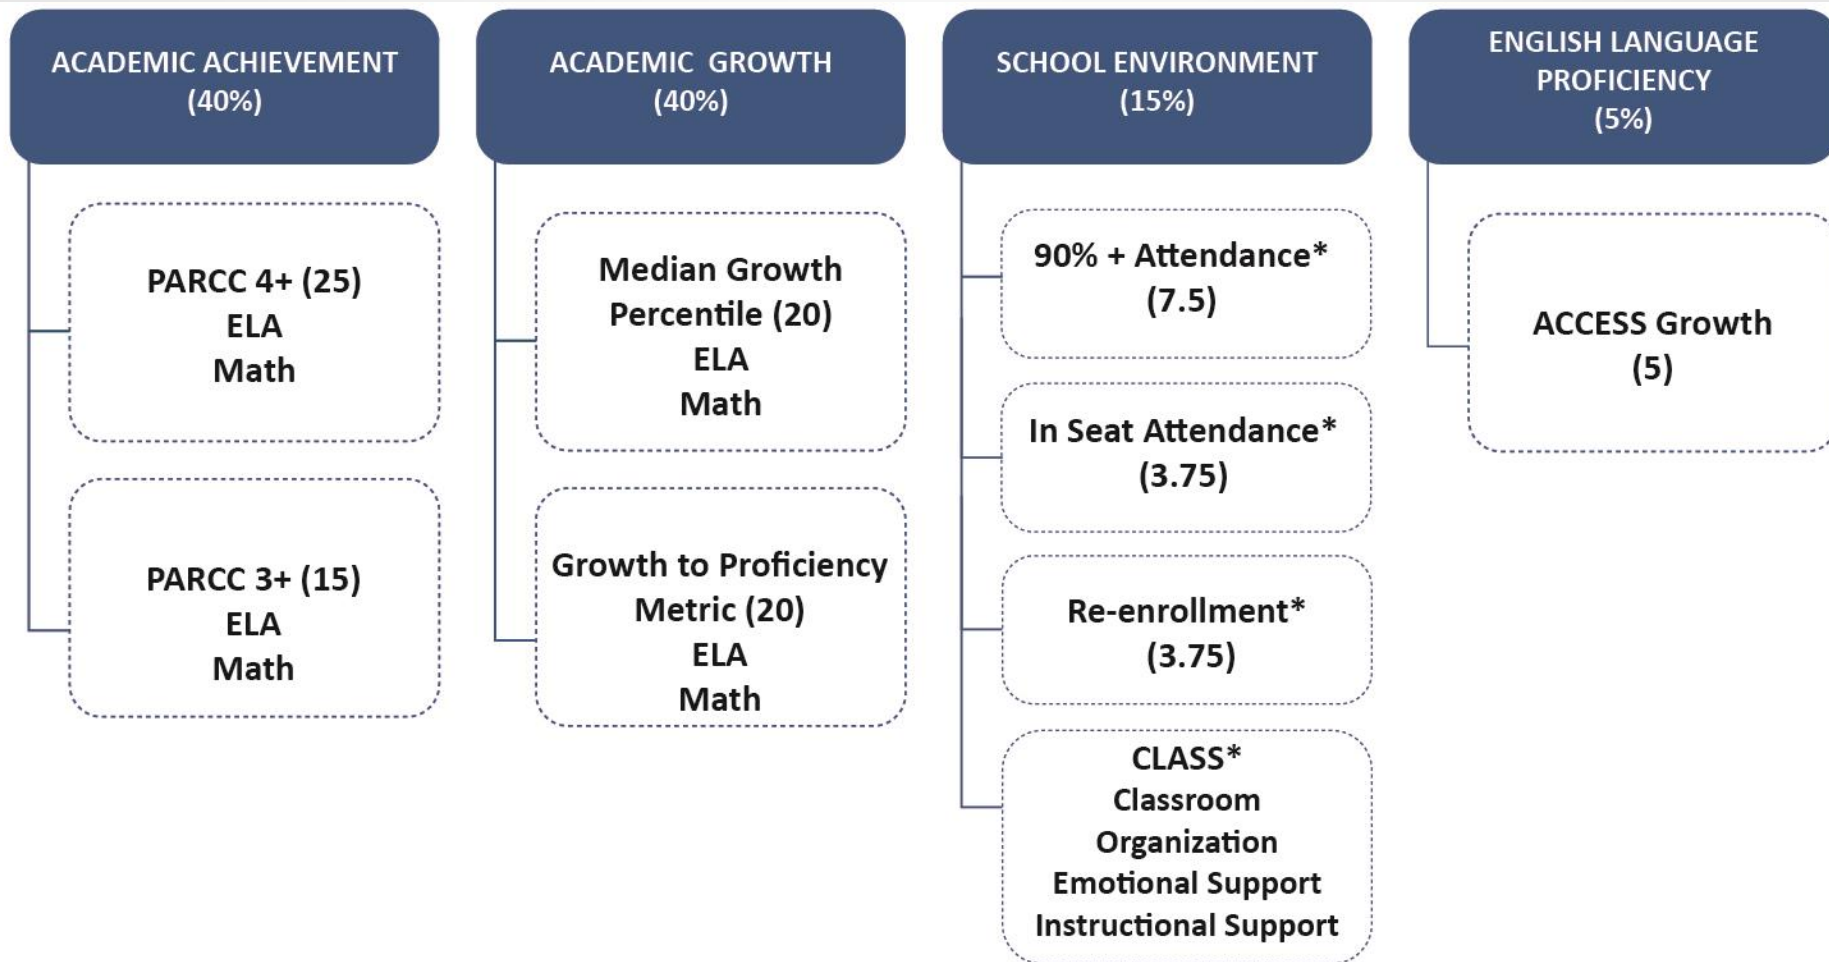 ACADEMIC ACHIEVEMENT
(40%)
PARCC 4+ (25)
ELA
Math
PARCC 3+ (15)
ELA
Math
ACADEMIC GROWTH
(40%)
Median Growth
Percentile (20)
ELA
Math
Growth to Proficiency
Metric (20)
ELA
Math
SCHOOL ENVIRONMENT
(15%)
90% + Attendance*
(7.5)
In Seat Attendance*
(3.75)
Re-enrollment*
(3.75)
CLASS*
Classroom
Organization
Emotional Support
Instructional Support
ENGLISH LANGUAGE
PROFICIENCY
(5%)
ACCESS Growth
(5)